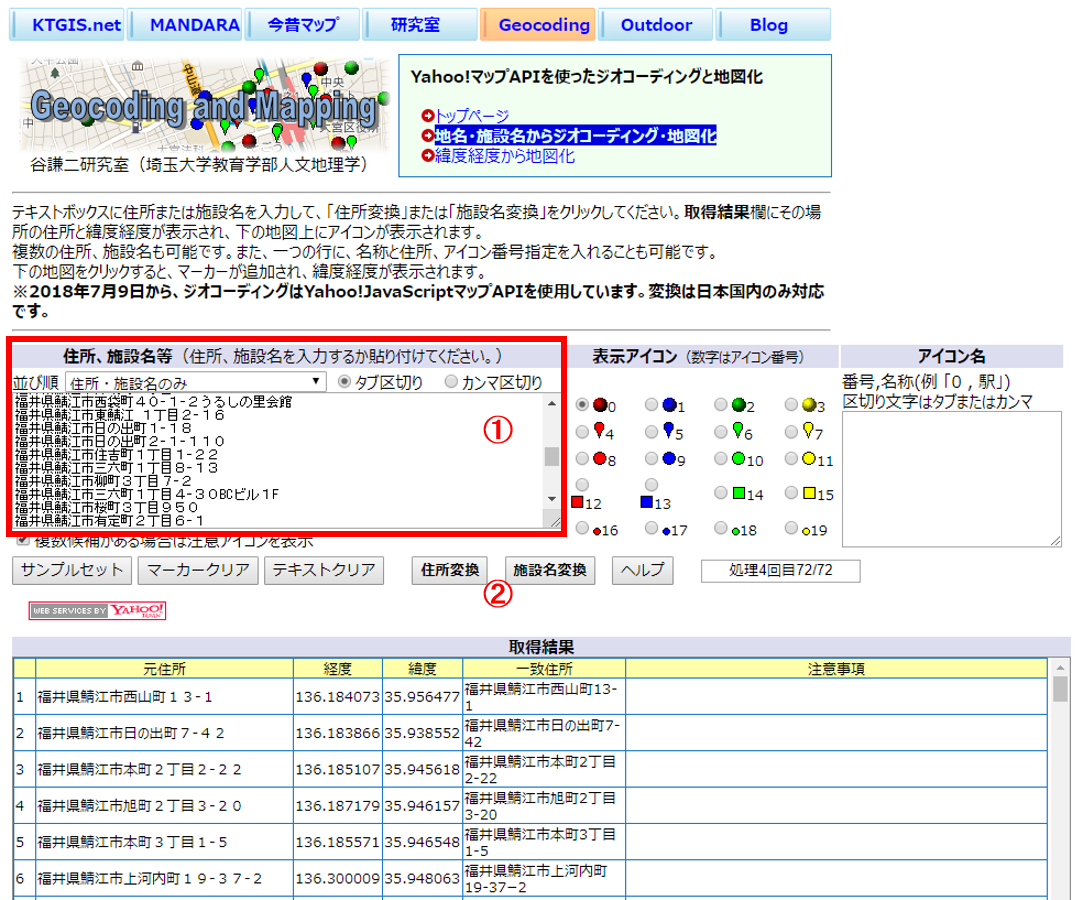 KTGIS.net MANDARA 今昔マップ 研究室 Geocoding Outdoor Blog
Geocoding and Mapping
谷謙二研究室（埼玉大学教育学部人文地理学）
Yahoo!マップAPIを使ったジオコーディングと地図化
トップページ
地名・施設名からジオコーディング・地図化
緯度経度から地図化
テキストボックスに住所または施設名を入力して、「住所変換」または「施設名変換」をクリックしてください。取得結果欄にその場
所の住所と緯度経度が表示され、下の地図上にアイコンが表示されます。
複数の住所、施設名も可能です。また、一つの行に、名称と住所、アイコン番号指定を入れることも可能です。
下の地図をクリックすると、マーカーが追加され、緯度経度が表示されます。
※2018年7月9日から、ジオコーディングはYahoo!JavaScriptマップAPIを使用しています。変換は日本国内のみ対応
です。
住所、施設名等（住所、施設名を入力するか貼り付けてください。）
並び順 住所・施設名のみ タブ区切り カンマ区切り
福井県鯖江市西袋町４０-１-２うるしの里会館
福井県鯖江市東鯖江 １丁目２-１６
福井県鯖江市日の出町１-１８
福井県鯖江市日の出町２-１-１１０
福井県鯖江市住吉町１丁目１-２２
福井県鯖江市三六町１丁目８-１３
福井県鯖江市柳町３丁目７-２
福井県鯖江市三六町１丁目４-３０BCビル１F
福井県鯖江市桜町３丁目９５０
福井県鯖江市有定町２丁目６-１
①
複数候補がある場合は注意アイコンを表示
表示アイコン（数字はアイコン番号）
0 1 2 3
4 5 6 7
8 9 10 11
12 13 14 15
16 17 18 19
アイコン名
番号,名称(例「0 , 駅」)
区切り文字はタブまたはカンマ
サンプルセット マーカークリア テキストクリア 住所変換 施設名変換 ヘルプ 処理4回目72/72
②
WEB SERVICES BY YAHOO! JAPAN
取得結果
元住所 経度 緯度 一致住所 注意事項
1 福井県鯖江市西山町１３-１ 136.184073 35.956477 福井県鯖江市西山町13-
1
2 福井県鯖江市日の出町７-４２ 136.183866 35.938552 福井県鯖江市日の出町7-
42
3 福井県鯖江市本町２丁目２-２２ 136.185107 35.945618 福井県鯖江市本町2丁目
2-22
4 福井県鯖江市旭町２丁目３-２０ 136.187179 35.946157 福井県鯖江市旭町2丁目
3-20
5 福井県鯖江市本町３丁目１-５ 136.185571 35.946548 福井県鯖江市本町3丁目
1-5
6 福井県鯖江市上河内町１９-３７-２ 136.300009 35.948063 福井県鯖江市上河内町
19-37−2